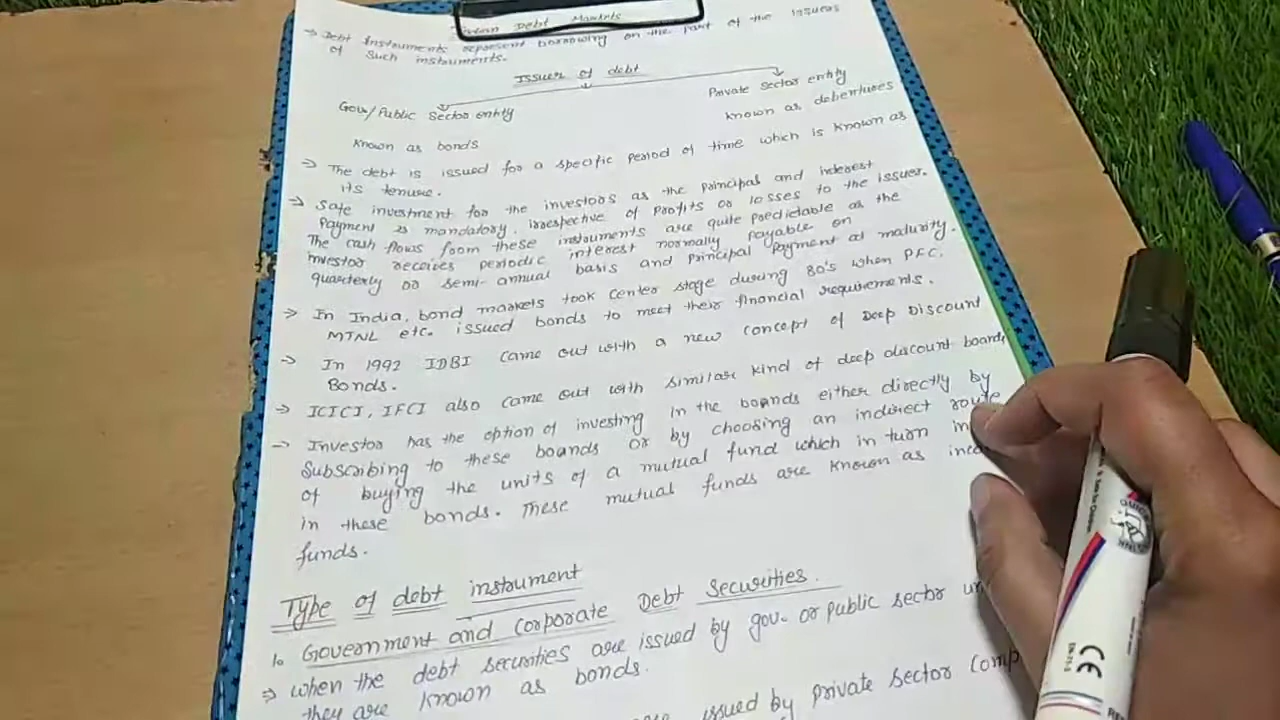 Debt Markets
→ Debt Instruments represent borrowing on the part of the issuers
of such instruments.
Issuer of debt
Gov/Public Sector entity
Private sector entity
Known as bonds
Known as debentures
→ The debt is issued for a specific period of time which is known as
its tenure.
→ Safe investment for the investors as the principal and interest
Payment is mandatory, irrespective of profits or losses to the issuer.
The cash flows from these instruments are quite predictable as the
Investor receives periodic interest normally payable on
quarterly or semi-annual basis and principal payment at maturity.
→ In India, bond markets took center stage during 80's when PFC,
MTNL etc. issued bonds to meet their financial requirements.
→ In 1992 IDBI came out with a new concept of Deep Discount
Bonds.
→ ICICI, IFCI also came out with similar kind of deep discount boands
→ Investor has the option of investing in the boands either directly by
Subscribing to these boands or by choosing an indirect route
of buying the units of a mutual fund which in turn
in these bonds. These mutual funds are known as
funds.
Type of debt instrument
1. Government and Corporate Debt Securities.
⇒ when the debt securities are issued by gov. or public sector
they are known as bonds.
issued by private sector
CE